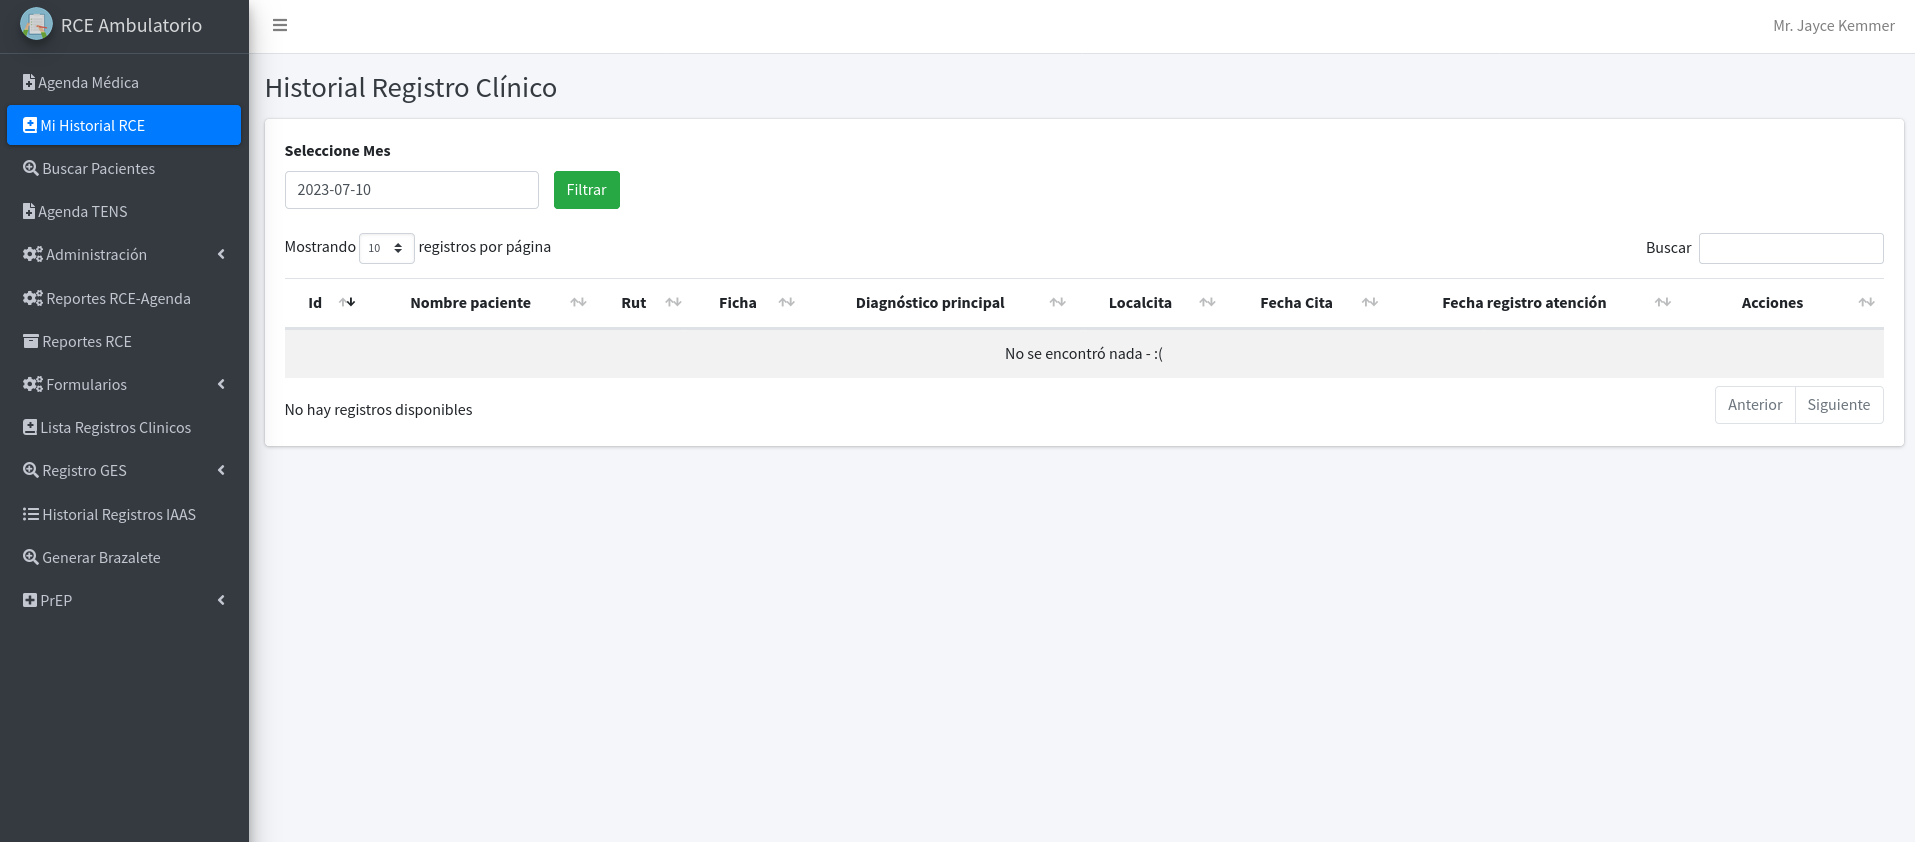 RCE Ambulatorio
Mr. Jayce Kemmer
Agenda Médica
Mi Historial RCE
Buscar Pacientes
Agenda TENS
Administración
Reportes RCE-Agenda
Reportes RCE
Formularios
Lista Registros Clinicos
Registro GES
Historial Registros IAAS
Generar Brazalete
PrEP
Historial Registro Clínico
Seleccione Mes
2023-07-10 Filtrar
Mostrando 10 registros por página Buscar
Id Nombre paciente Rut Ficha Diagnóstico principal Localcita Fecha Cita Fecha registro atención Acciones
No se encontró nada - :(
No hay registros disponibles Anterior Siguiente